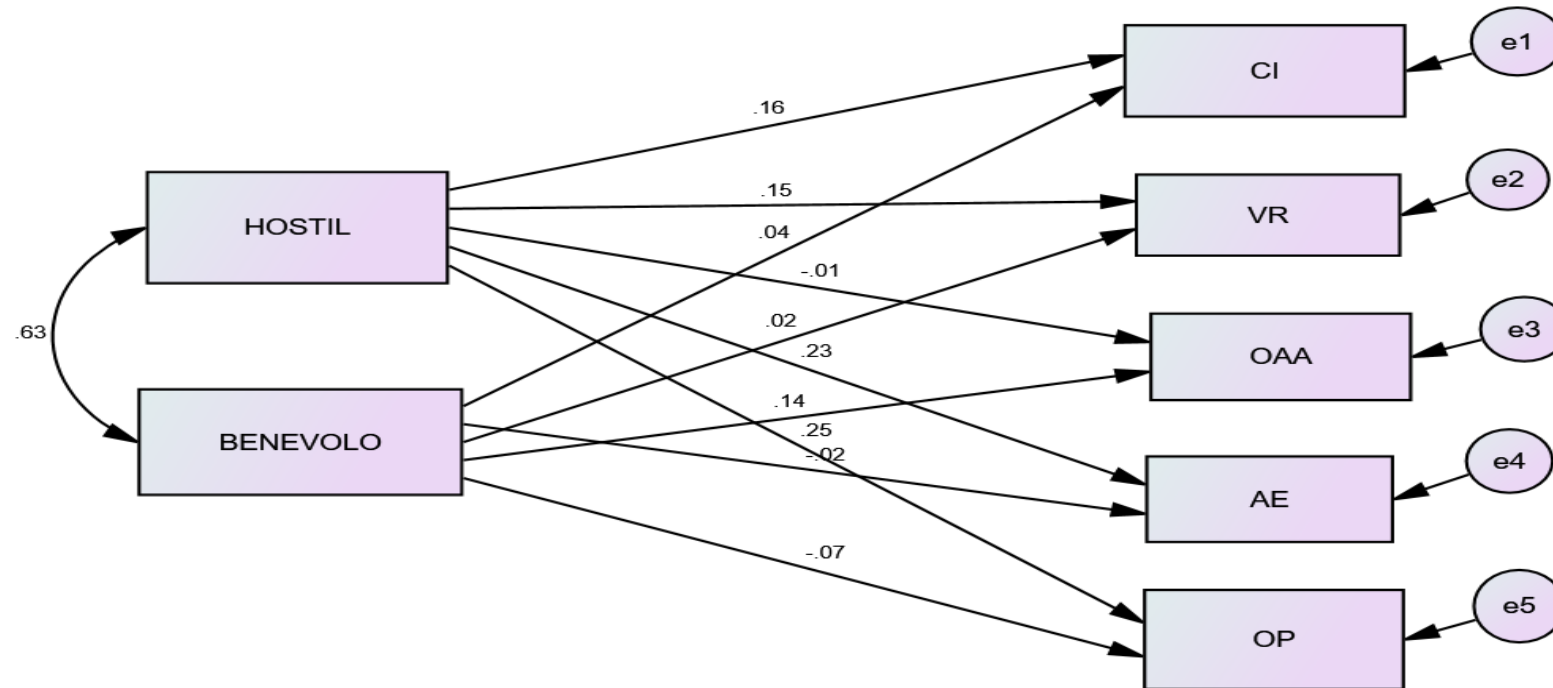 e1
CI
.16
e2
.15
VR
HOSTIL
.04
-.01
.02
e3
.63
.23
OAA
.14
.25
BENEVOLO
-.02
e4
AE
-.07
e5
OP